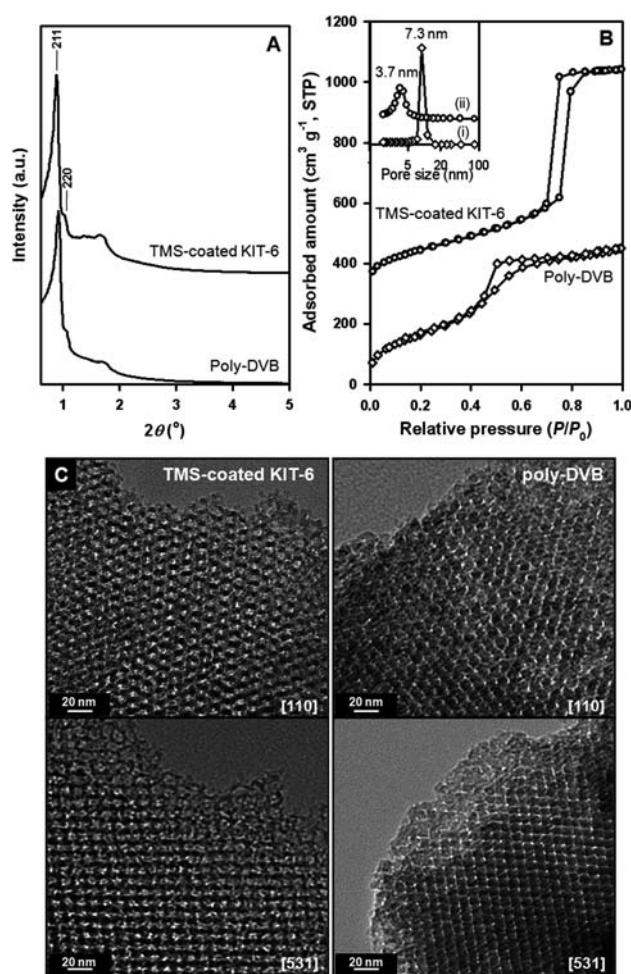 A
211
220
TMS-coated KIT-6
Poly-DVB
Intensity (a.u.)
1 2 3 4 5
2θ (°)
B
7.3 nm
3.7 nm
(ii)
(i)
5 20 100
Pore size (nm)
TMS-coated KIT-6
Poly-DVB
Adsorbed amount (cm³ g⁻¹, STP)
1200
1000
800
600
400
200
0
0.0 0.2 0.4 0.6 0.8 1.0
Relative pressure (P/P₀)
C
TMS-coated KIT-6
poly-DVB
20 nm
[110]
20 nm
[110]
20 nm
[531]
20 nm
[531]